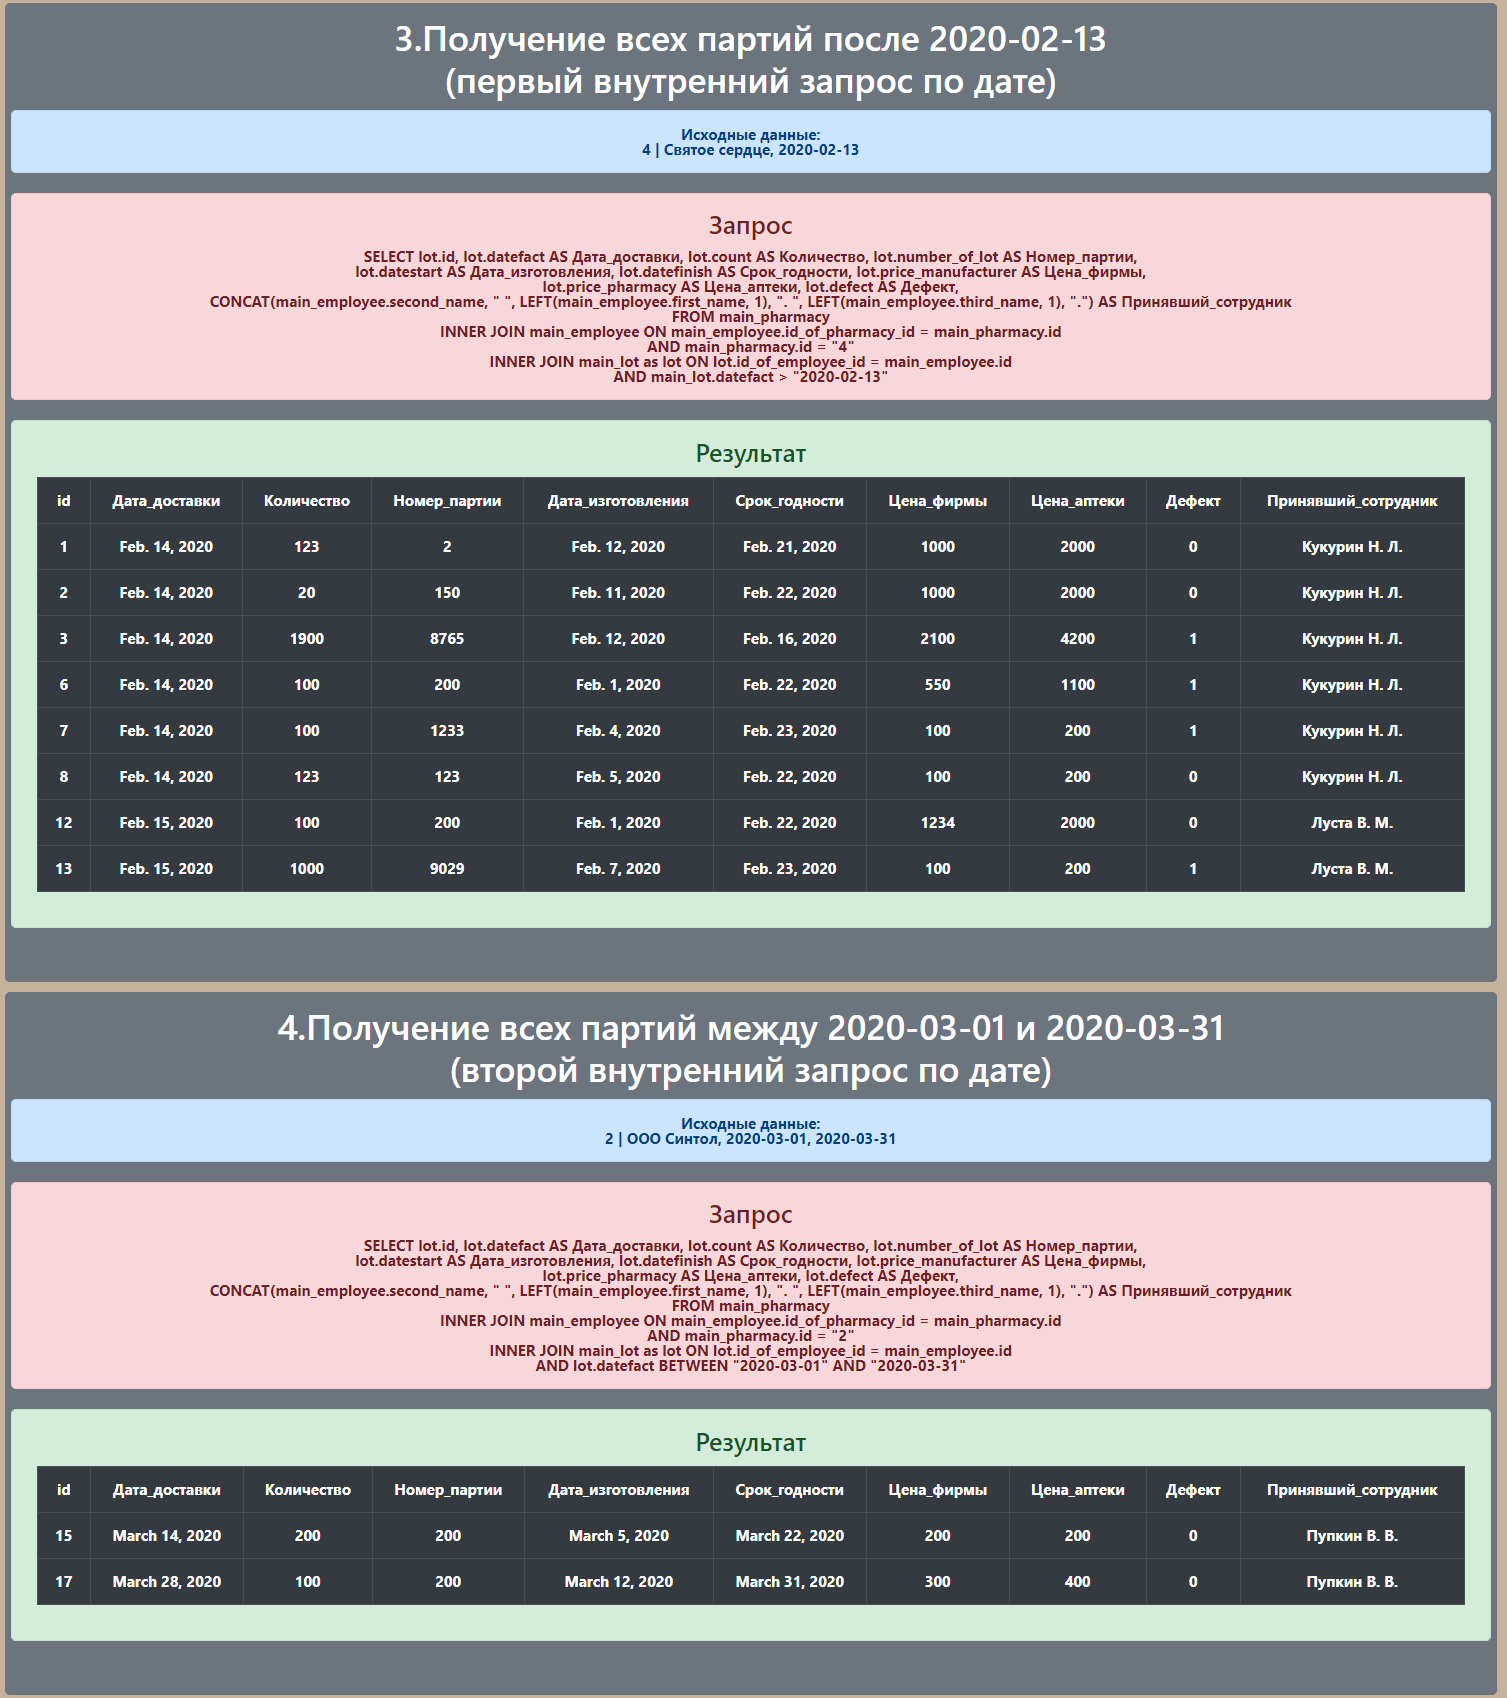 3.Получение всех партий после 2020-02-13
(первый внутренний запрос по дате)
Исходные данные:
4 | Святое сердце, 2020-02-13
Запрос
SELECT lot.id, lot.datefact AS Дата_доставки, lot.count AS Количество, lot.number_of_lot AS Номер_партии,
lot.datestart AS Дата_изготовления, lot.datefinish AS Срок_годности, lot.price_manufacturer AS Цена_фирмы,
lot.price_pharmacy AS Цена_аптеки, lot.defect AS Дефект,
CONCAT(main_employee.second_name, " ", LEFT(main_employee.first_name, 1), ". ", LEFT(main_employee.third_name, 1), ".") AS Принявший_сотрудник
FROM main_pharmacy
INNER JOIN main_employee ON main_employee.id_of_pharmacy_id = main_pharmacy.id
AND main_pharmacy.id = "4"
INNER JOIN main_lot as lot ON lot.id_of_employee_id = main_employee.id
AND main_lot.datefact > "2020-02-13"
Результат
id Дата_доставки Количество Номер_партии Дата_изготовления Срок_годности Цена_фирмы Цена_аптеки Дефект Принявший_сотрудник
1 Feb. 14, 2020 123 2 Feb. 12, 2020 Feb. 21, 2020 1000 2000 0 Кукурин Н. Л.
2 Feb. 14, 2020 20 150 Feb. 11, 2020 Feb. 22, 2020 1000 2000 0 Кукурин Н. Л.
3 Feb. 14, 2020 1900 8765 Feb. 12, 2020 Feb. 16, 2020 2100 4200 1 Кукурин Н. Л.
6 Feb. 14, 2020 100 200 Feb. 1, 2020 Feb. 22, 2020 550 1100 1 Кукурин Н. Л.
7 Feb. 14, 2020 100 1233 Feb. 4, 2020 Feb. 23, 2020 100 200 1 Кукурин Н. Л.
8 Feb. 14, 2020 123 123 Feb. 5, 2020 Feb. 22, 2020 100 200 0 Кукурин Н. Л.
12 Feb. 15, 2020 100 200 Feb. 1, 2020 Feb. 22, 2020 1234 2000 0 Луста В. М.
13 Feb. 15, 2020 1000 9029 Feb. 7, 2020 Feb. 23, 2020 100 200 1 Луста В. М.
4.Получение всех партий между 2020-03-01 и 2020-03-31
(второй внутренний запрос по дате)
Исходные данные:
2 | ООО Синтол, 2020-03-01, 2020-03-31
Запрос
SELECT lot.id, lot.datefact AS Дата_доставки, lot.count AS Количество, lot.number_of_lot AS Номер_партии,
lot.datestart AS Дата_изготовления, lot.datefinish AS Срок_годности, lot.price_manufacturer AS Цена_фирмы,
lot.price_pharmacy AS Цена_аптеки, lot.defect AS Дефект,
CONCAT(main_employee.second_name, " ", LEFT(main_employee.first_name, 1), ". ", LEFT(main_employee.third_name, 1), ".") AS Принявший_сотрудник
FROM main_pharmacy
INNER JOIN main_employee ON main_employee.id_of_pharmacy_id = main_pharmacy.id
AND main_pharmacy.id = "2"
INNER JOIN main_lot as lot ON lot.id_of_employee_id = main_employee.id
AND lot.datefact BETWEEN "2020-03-01" AND "2020-03-31"
Результат
id Дата_доставки Количество Номер_партии Дата_изготовления Срок_годности Цена_фирмы Цена_аптеки Дефект Принявший_сотрудник
15 March 14, 2020 200 200 March 5, 2020 March 22, 2020 200 200 0 Пупкин В. В.
17 March 28, 2020 100 200 March 12, 2020 March 31, 2020 300 400 0 Пупкин В. В.